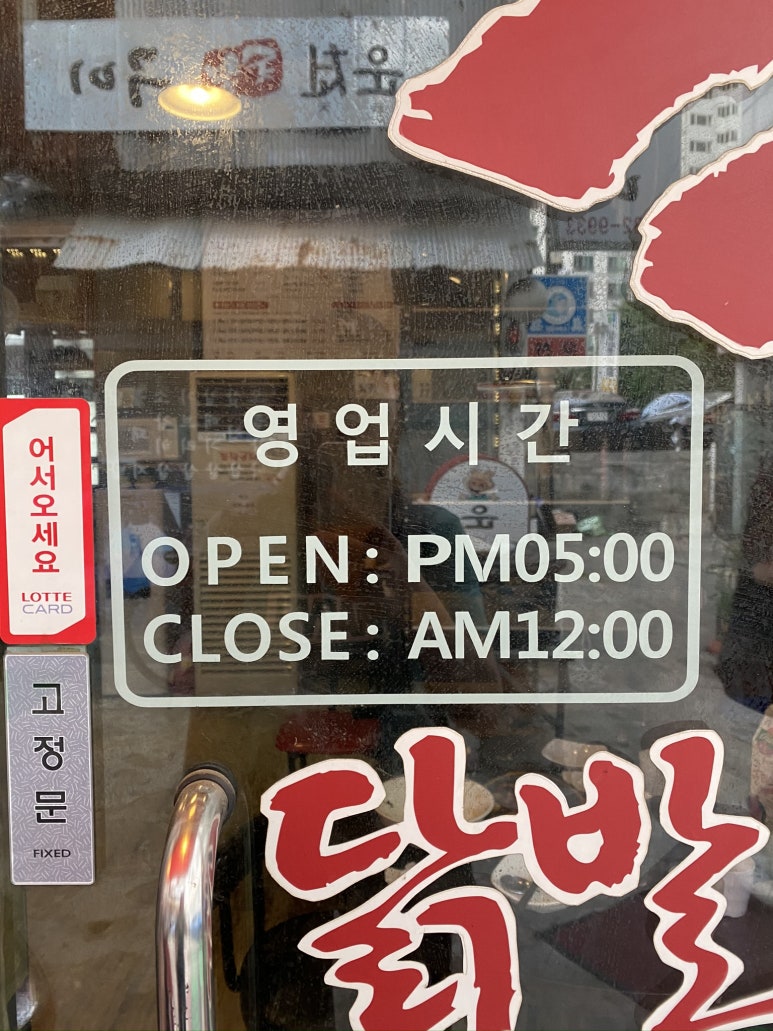 영업시간
OPEN: PM05:00
CLOSE: AM12:00
어서오세요
LOTTE
CARD
고정문
FIXED
닭발